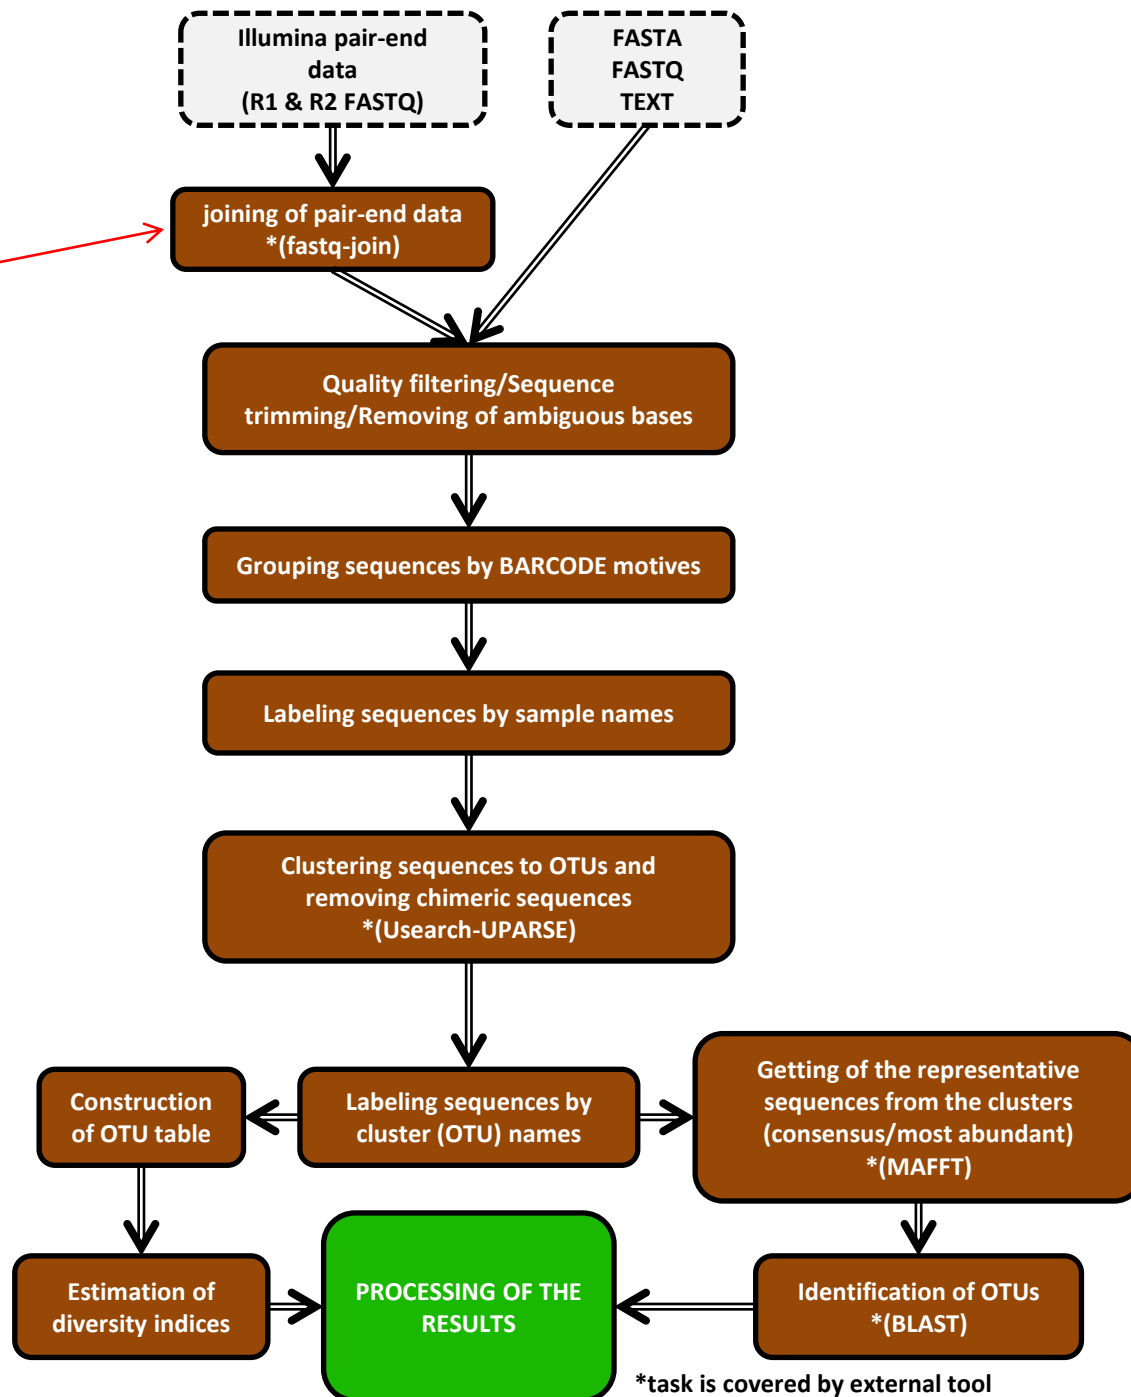 Illumina pair-end
data
(R1 & R2 FASTQ)
FASTA
FASTQ
TEXT
joining of pair-end data
*(fastq-join)
Quality filtering/Sequence
trimming/Removing of ambiguous bases
Grouping sequences by BARCODE motives
Labeling sequences by sample names
Clustering sequences to OTUs and
removing chimeric sequences
*(Usearch-UPARSE)
Construction
of OTU table
Labeling sequences by
cluster (OTU) names
Getting of the representative
sequences from the clusters
(consensus/most abundant)
*(MAFFT)
Estimation of
diversity indices
PROCESSING OF THE
RESULTS
Identification of OTUs
*(BLAST)
*task is covered by external tool